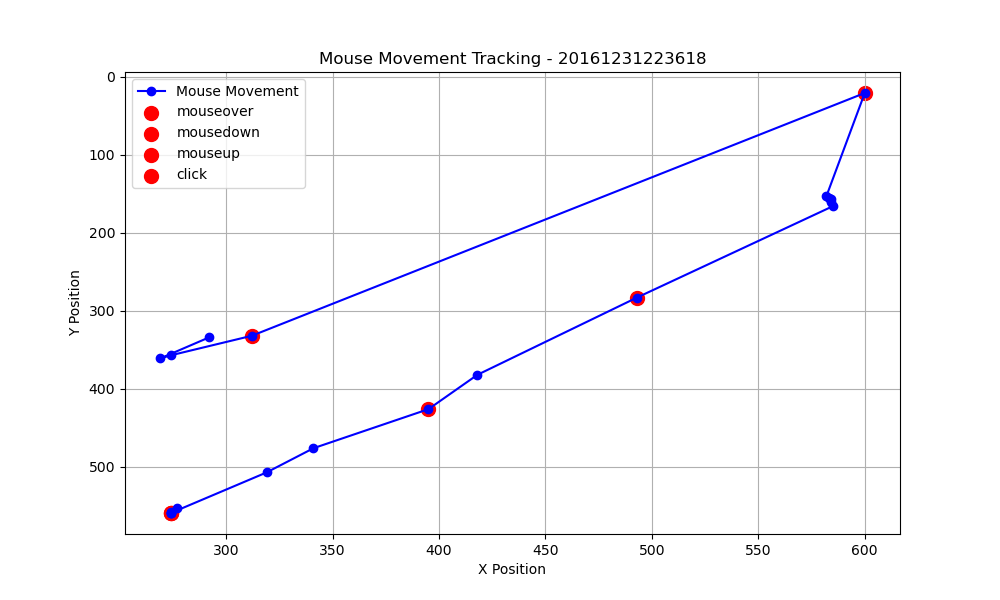 Mouse Movement Tracking - 20161231223618
Mouse Movement
mouseover
mousedown
mouseup
click
0
100
200
300
400
500
Y Position
300
350
400
450
500
550
600
X Position